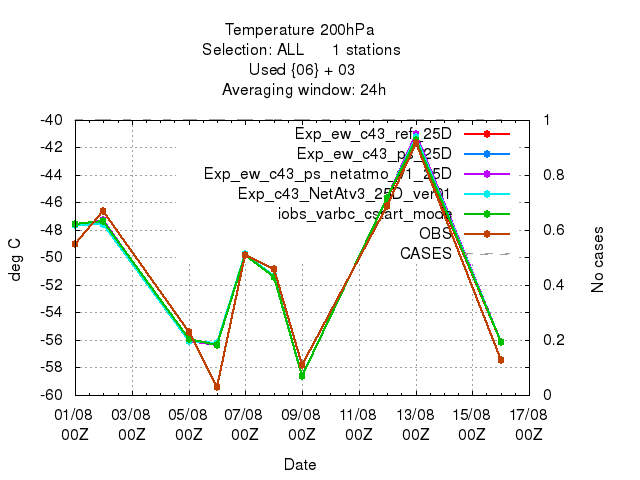 Temperature 200hPa
Selection: ALL 1 stations
Used {06} + 03
Averaging window: 24h
-40 1
-42
Exp_ew_c43_ref_25D
Exp_ew_c43_ps_25D
-44 0.8
Exp_ew_c43_ps_netatmo_ 1_25D
-46
Exp_c43_NetAtv3_25D_ver01
iobs_varbc_cstart_mode
-48 0.6
OBS
-50
CASES
-52 0.4
-54
-56 0.2
-58
-60 0
01/08 03/08 05/08 07/08 09/08 11/08 13/08 15/08 17/08
00Z 00Z 00Z 00Z 00Z 00Z 00Z 00Z 00Z
Date
deg C
No cases